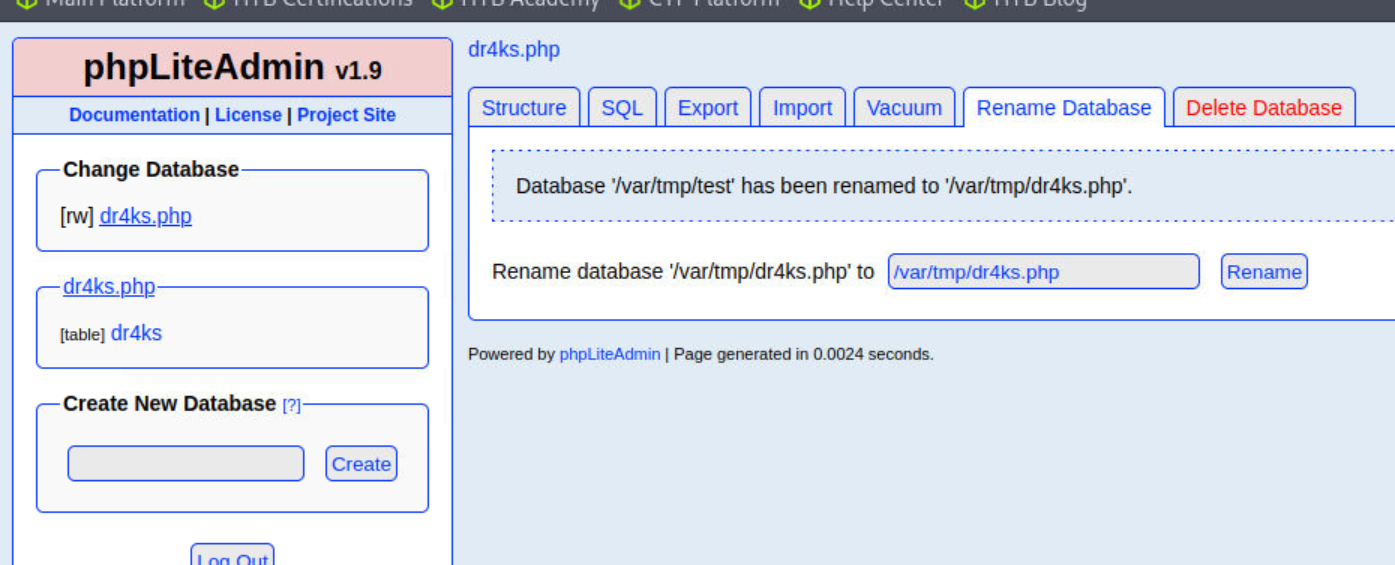 Main Platform HTB Certifications HTB Academy CTF Platform Help Center HTB Blog
phpLiteAdmin v1.9
Documentation | License | Project Site
Change Database
[rw] dr4ks.php
dr4ks.php
[table] dr4ks
Create New Database [?]
Create
Log Out
dr4ks.php
Structure SQL Export Import Vacuum Rename Database Delete Database
Database '/var/tmp/test' has been renamed to '/var/tmp/dr4ks.php'.
Rename database '/var/tmp/dr4ks.php' to /var/tmp/dr4ks.php Rename
Powered by phpLiteAdmin | Page generated in 0.0024 seconds.